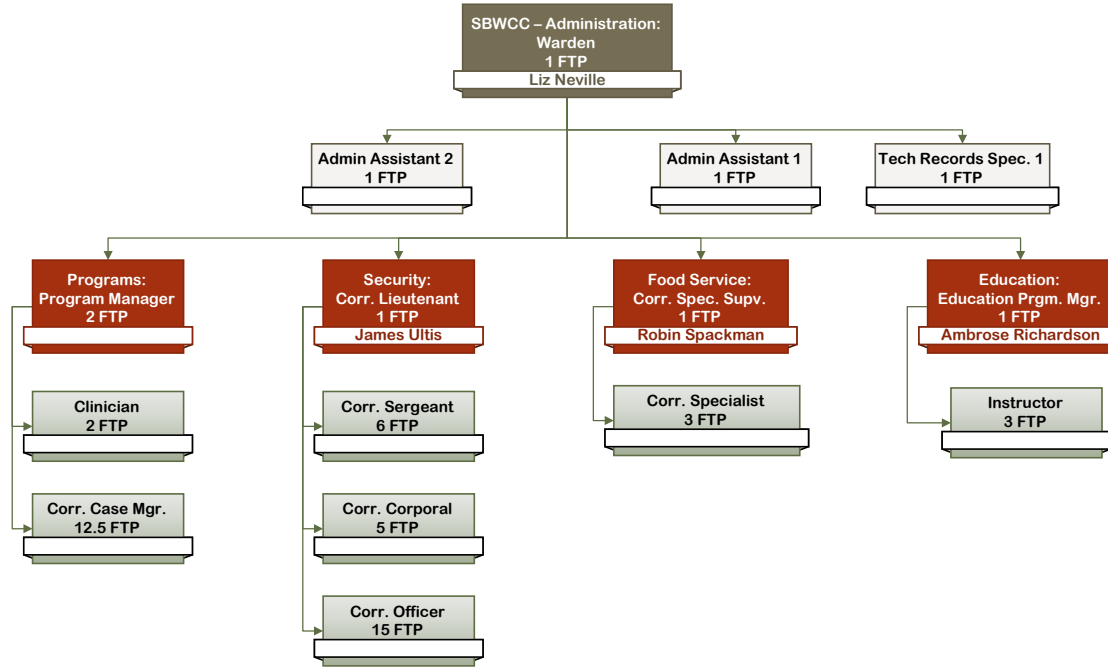 SBWCC – Administration:
Warden
1 FTP
Liz Neville
Admin Assistant 2
1 FTP
Admin Assistant 1
1 FTP
Tech Records Spec. 1
1 FTP
Programs:
Program Manager
2 FTP
Security:
Corr. Lieutenant
1 FTP
James Ultis
Food Service:
Corr. Spec. Supv.
1 FTP
Robin Spackman
Education:
Education Prgm. Mgr.
1 FTP
Ambrose Richardson
Clinician
2 FTP
Corr. Sergeant
6 FTP
Corr. Specialist
3 FTP
Instructor
3 FTP
Corr. Case Mgr.
12.5 FTP
Corr. Corporal
5 FTP
Corr. Officer
15 FTP